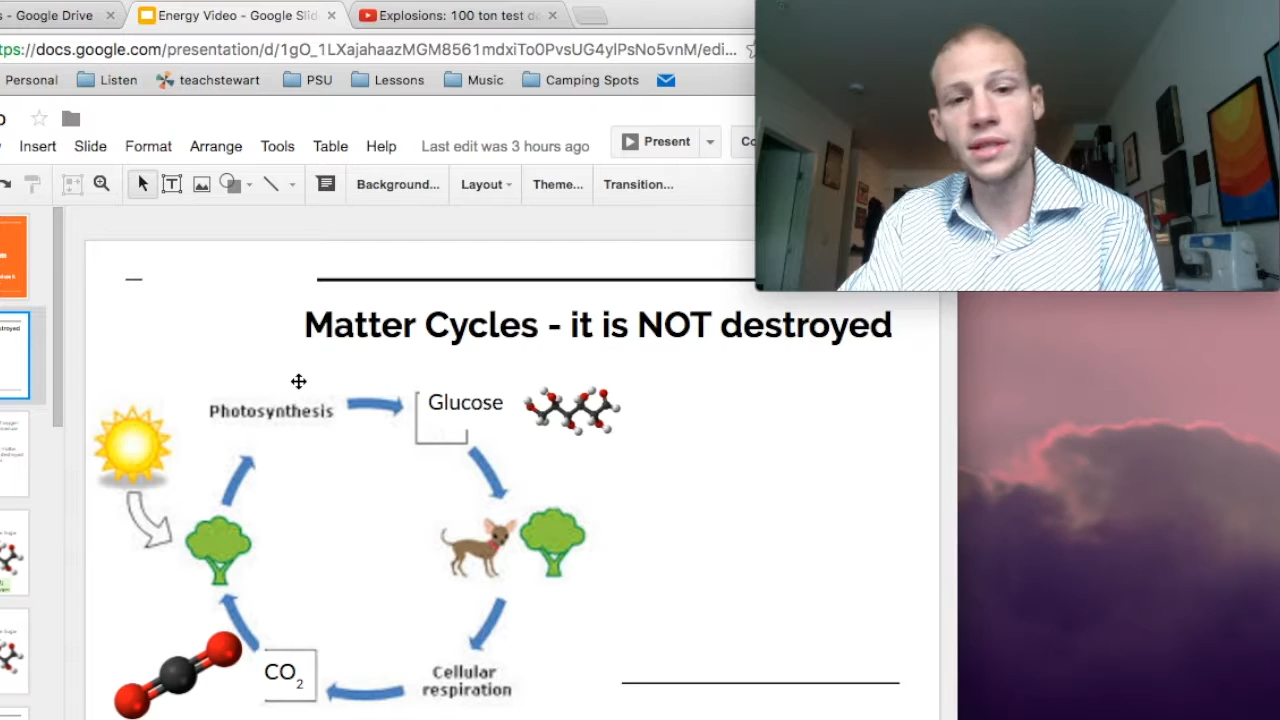 s - Google Drive
Energy Video - Google Slid
Explosions: 100 ton test d
tps://docs.google.com/presentation/d/1gO_1LXajahaazMGM8561mdxiTo0PvsUG4ylPsNo5vnM/edi...
Personal Listen teachstewart PSU Lessons Music Camping Spots
Insert Slide Format Arrange Tools Table Help Last edit was 3 hours ago Present
Background... Layout Theme... Transition...
Matter Cycles - it is NOT destroyed
Photosynthesis
Glucose
CO2
Cellular
respiration